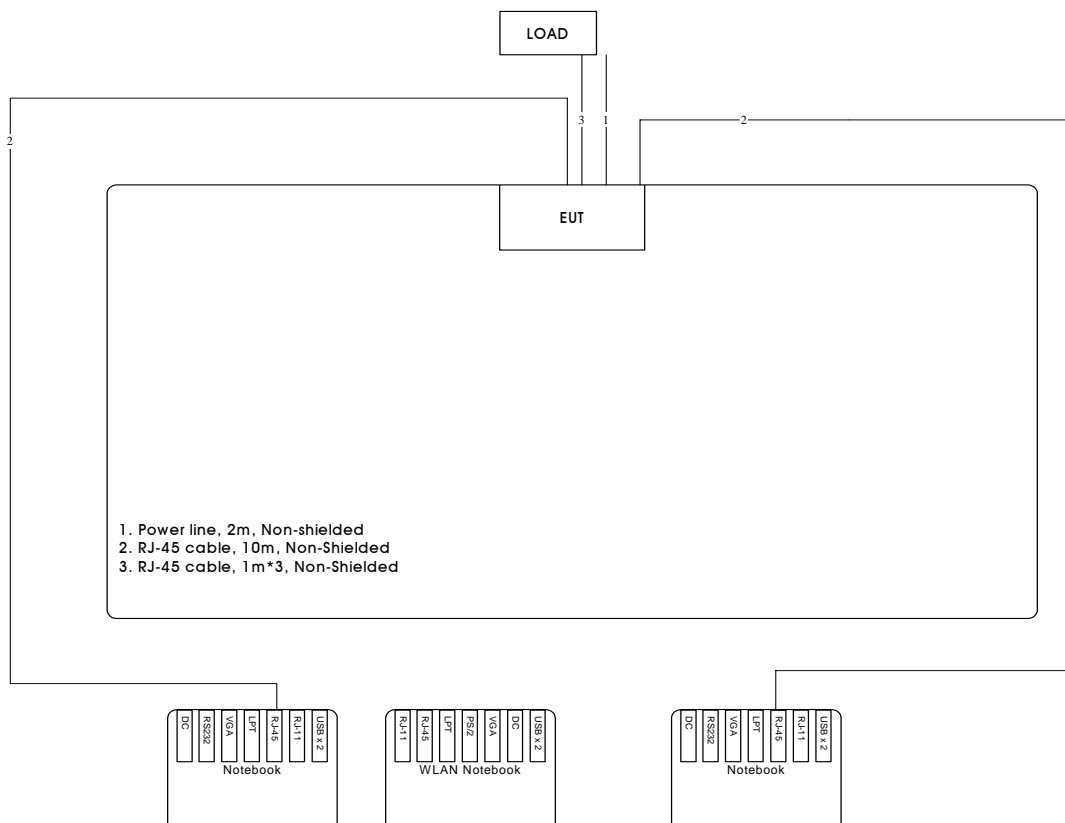 LOAD
2
3
1
2
EUT
1. Power line, 2m, Non-shielded
2. RJ-45 cable, 10m, Non-Shielded
3. RJ-45 cable, 1m*3, Non-Shielded
DC
RS232
VGA
LPT
RJ-45
RJ-11
USB x 2
Notebook
RJ-11
RJ-45
LPT
PS/2
VGA
DC
USB x 2
WLAN Notebook
DC
RS232
VGA
LPT
RJ-45
RJ-11
USB x 2
Notebook